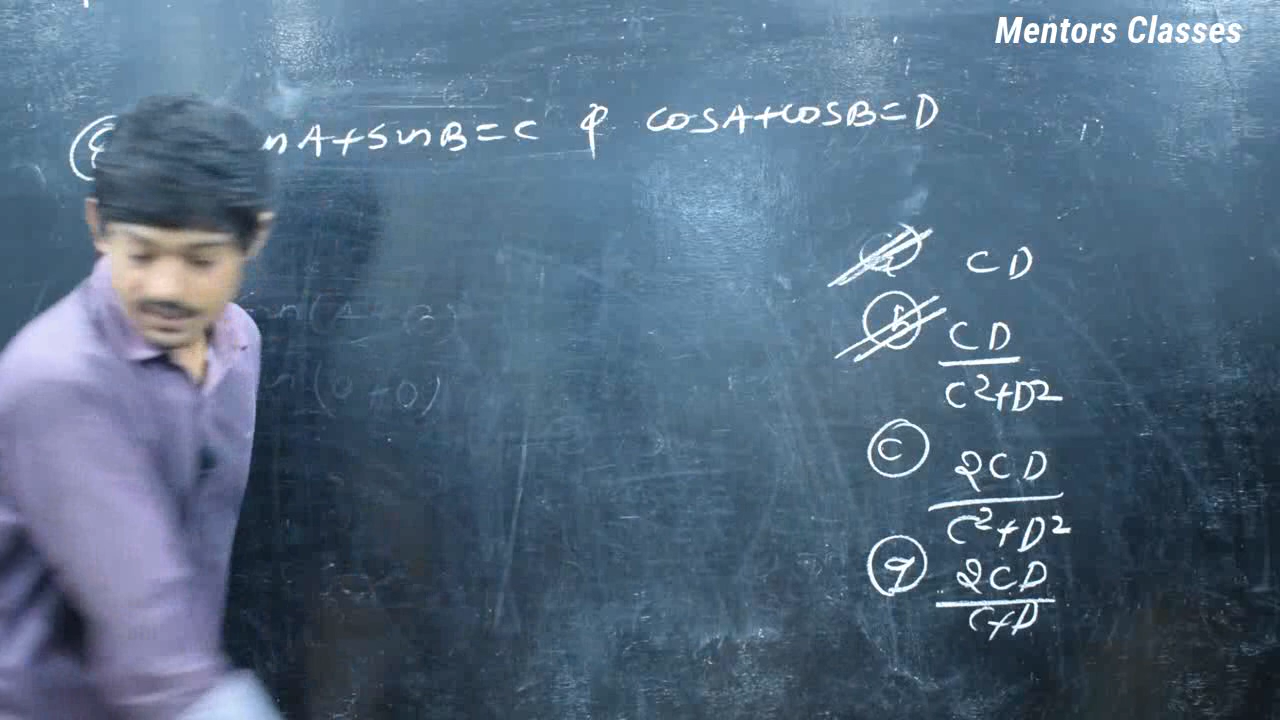 Mentors Classes
nA+sinB=C & cosA+cosB=D
a CD
b CD/C²+D²
c 2CD/C²+D²
d 2CD/C+D